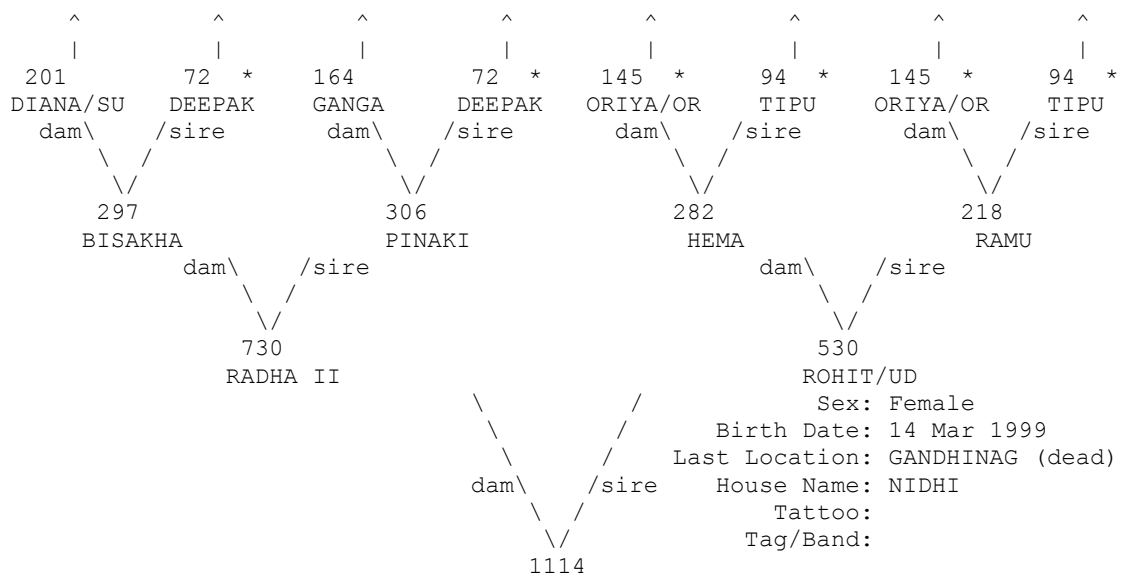 ^ ^ ^ ^ ^ ^ ^ ^
| | | | | | | |
201 72 * 164 72 * 145 * 94 * 145 * 94 *
DIANA/SU DEEPAK GANGA DEEPAK ORIYA/OR TIPU ORIYA/OR TIPU
dam\ /sire dam\ /sire dam\ /sire dam\ /sire
\ / \ / \ / \ /
\/ \/ \/ \/
297 306 282 218
BISAKHA PINAKI HEMA RAMU
dam\ /sire dam\ /sire
\ / \ /
\/ \/
730 530
RADHA II ROHIT/UD
\ / Sex: Female
\ / Birth Date: 14 Mar 1999
\ / Last Location: GANDHINAG (dead)
dam\ /sire House Name: NIDHI
\ / Tattoo:
\/ Tag/Band:
1114